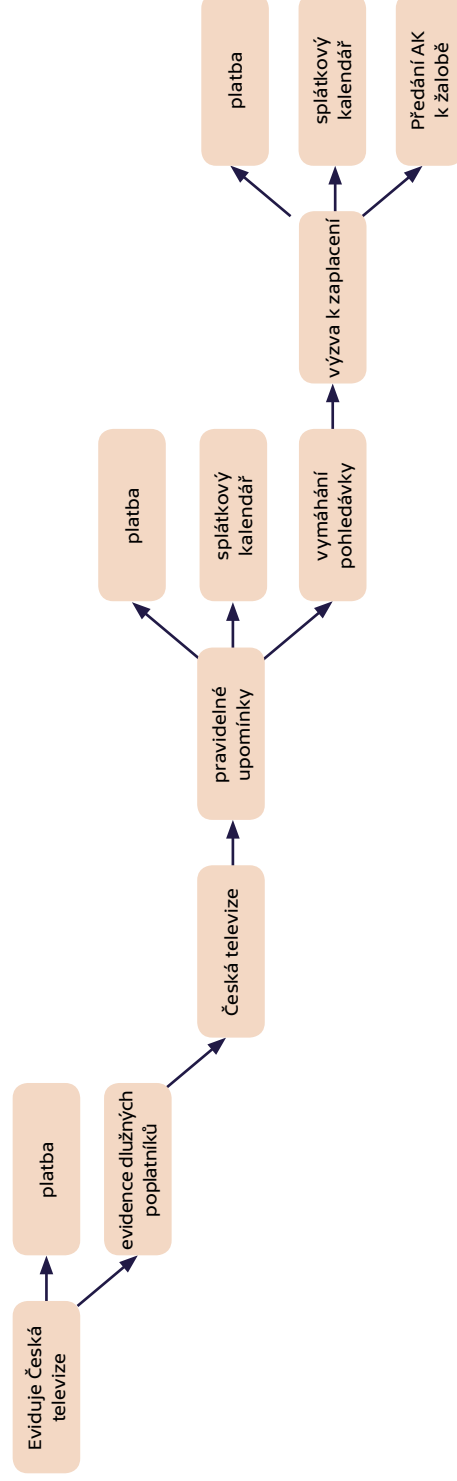 Eviduje Česká
televize
platba
evidence dlužných
poplatníků
Česká televize
pravidelné
upomínky
platba
splátkový
kalendář
vymáhání
pohledávky
výzva k zaplacení
platba
splátkový
kalendář
Předání AK
k žalobě